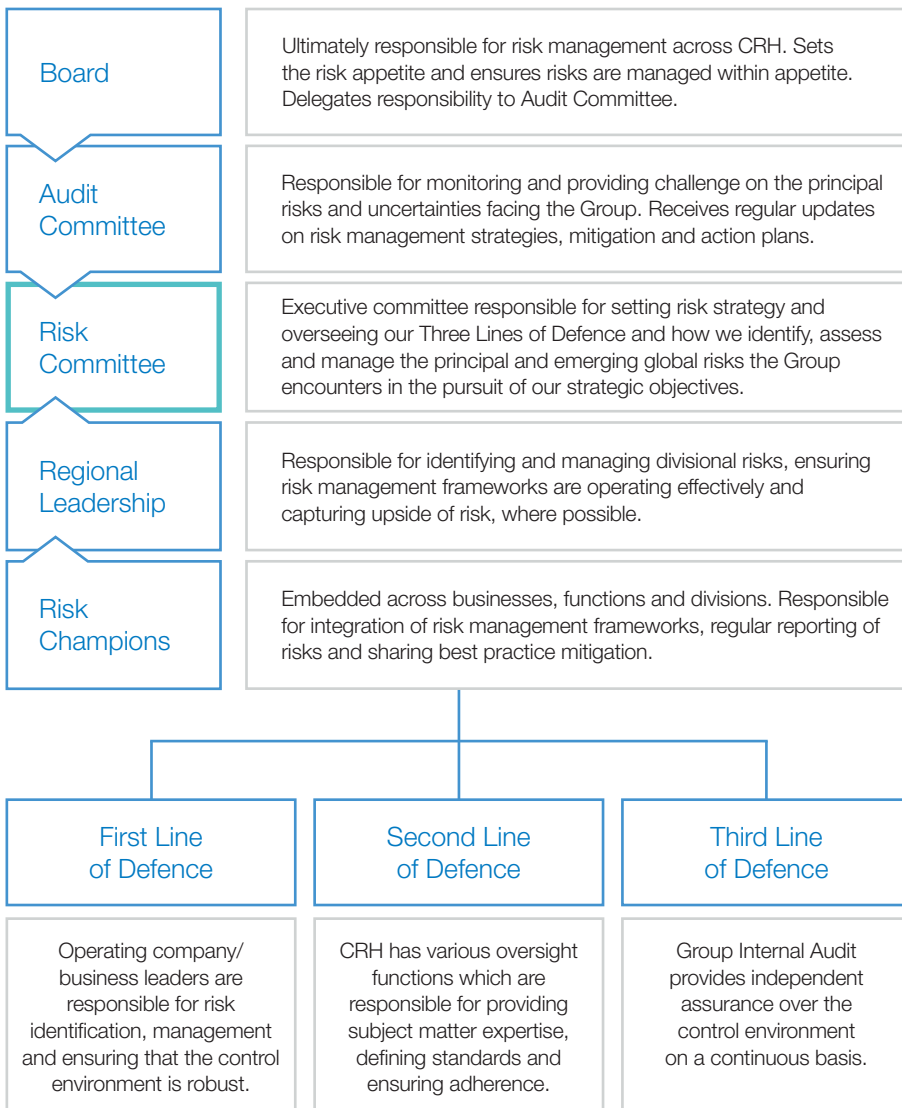 Board
Ultimately responsible for risk management across CRH. Sets
the risk appetite and ensures risks are managed within appetite.
Delegates responsibility to Audit Committee.
Audit
Committee
Responsible for monitoring and providing challenge on the principal
risks and uncertainties facing the Group. Receives regular updates
on risk management strategies, mitigation and action plans.
Risk
Committee
Executive committee responsible for setting risk strategy and
overseeing our Three Lines of Defence and how we identify, assess
and manage the principal and emerging global risks the Group
encounters in the pursuit of our strategic objectives.
Regional
Leadership
Responsible for identifying and managing divisional risks, ensuring
risk management frameworks are operating effectively and
capturing upside of risk, where possible.
Risk
Champions
Embedded across businesses, functions and divisions. Responsible
for integration of risk management frameworks, regular reporting of
risks and sharing best practice mitigation.
First Line
of Defence
Operating company/
business leaders are
responsible for risk
identification, management
and ensuring that the control
environment is robust.
Second Line
of Defence
CRH has various oversight
functions which are
responsible for providing
subject matter expertise,
defining standards and
ensuring adherence.
Third Line
of Defence
Group Internal Audit
provides independent
assurance over the
control environment
on a continuous basis.